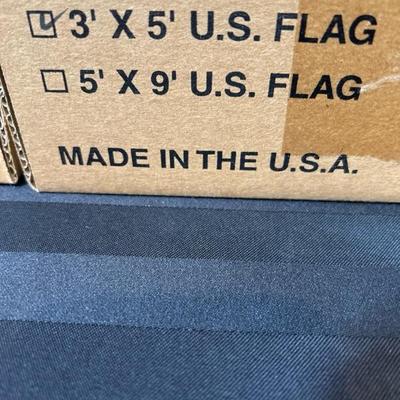 3' X 5' U.S. FLAG
5' X 9' U.S. FLAG
MADE IN THE U.S.A.